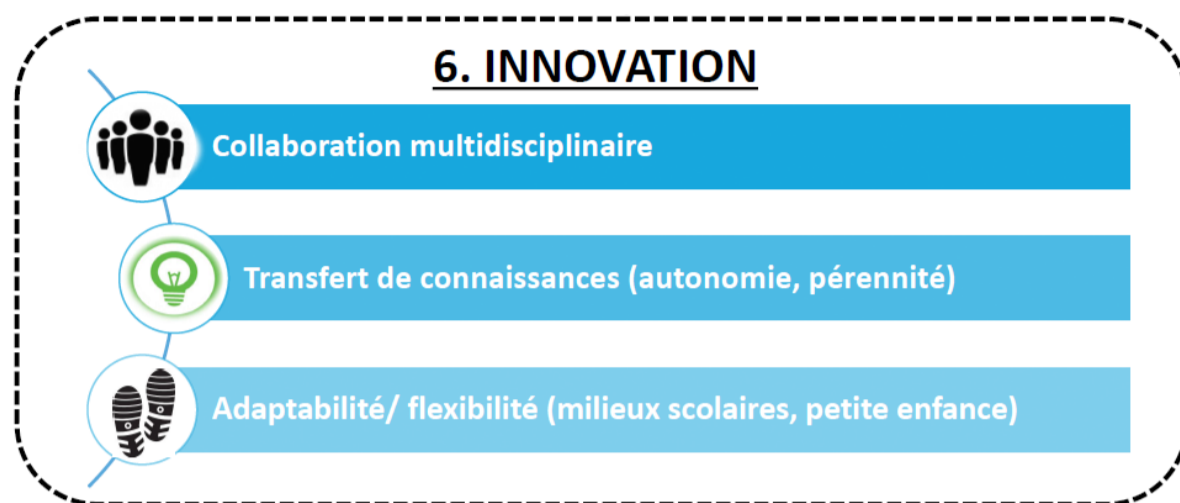 6. INNOVATION
Collaboration multidisciplinaire
Transfert de connaissances (autonomie, pérennité)
Adaptabilité/ flexibilité (milieux scolaires, petite enfance)